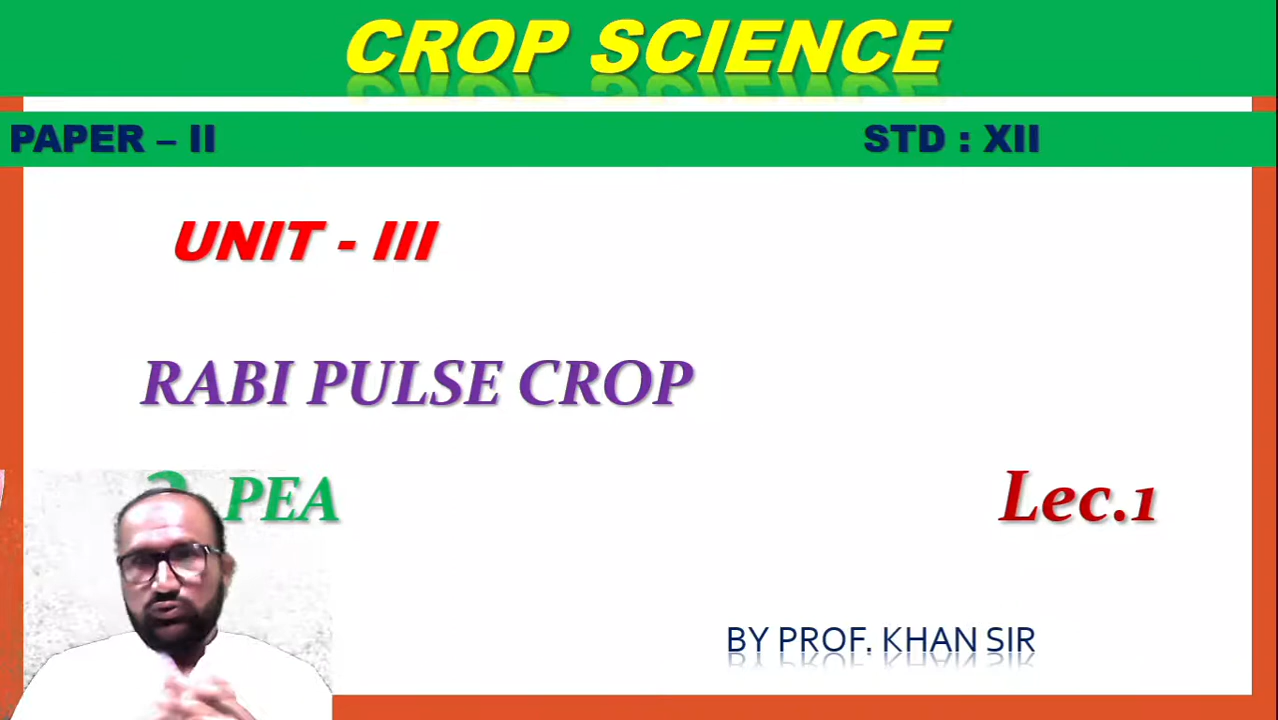 CROP SCIENCE
PAPER – II STD : XII
UNIT - III
RABI PULSE CROP
PEA Lec.1
BY PROF. KHAN SIR